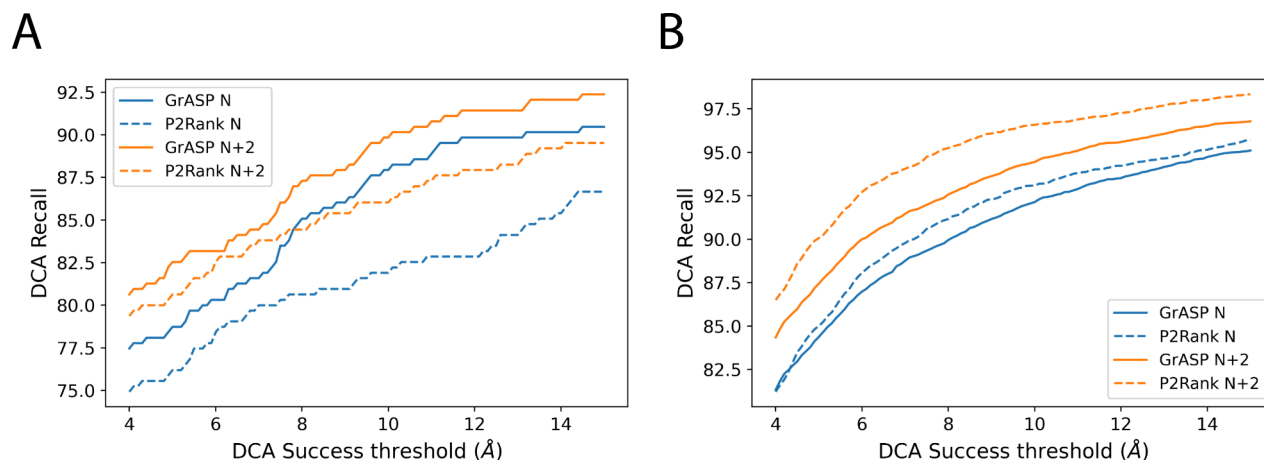 A
B
92.5
90.0
87.5
85.0
82.5
80.0
77.5
75.0
DCA Recall
GrASP N
P2Rank N
GrASP N+2
P2Rank N+2
4 6 8 10 12 14
DCA Success threshold (Å)
97.5
95.0
92.5
90.0
87.5
85.0
82.5
DCA Recall
GrASP N
P2Rank N
GrASP N+2
P2Rank N+2
4 6 8 10 12 14
DCA Success threshold (Å)